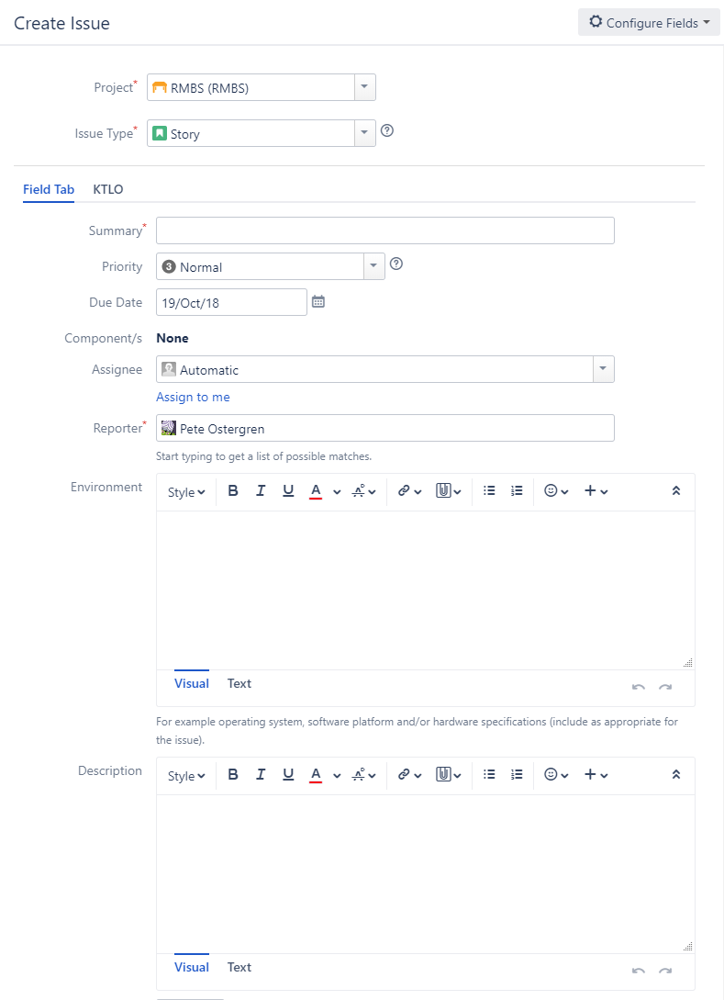 Create Issue
Configure Fields
Project* RMBS (RMBS)
Issue Type* Story
Field Tab KTLO
Summary*
Priority 3 Normal
Due Date 19/Oct/18
Component/s None
Assignee Automatic
Assign to me
Reporter* Pete Ostergren
Start typing to get a list of possible matches.
Environment Style B I U A
Visual Text
For example operating system, software platform and/or hardware specifications (include as appropriate for
the issue).
Description Style B I U A
Visual Text